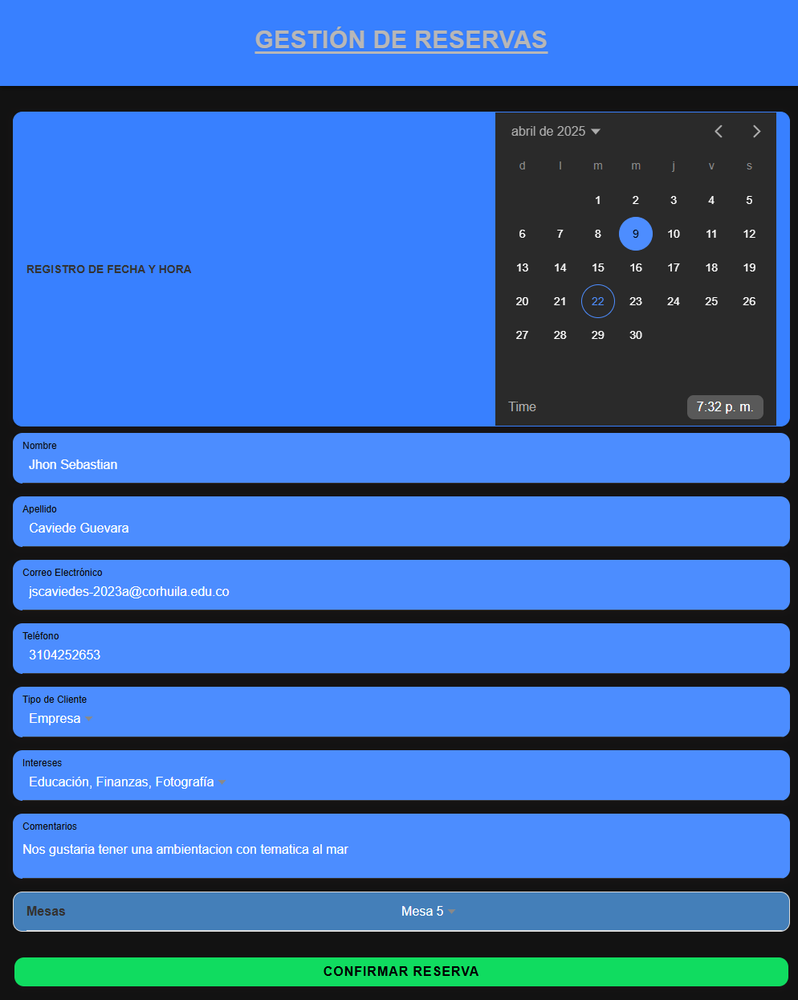 GESTIÓN DE RESERVAS
REGISTRO DE FECHA Y HORA
abril de 2025
d l m m j v s
1 2 3 4 5
6 7 8 9 10 11 12
13 14 15 16 17 18 19
20 21 22 23 24 25 26
27 28 29 30
Time 7:32 p. m.
Nombre
Jhon Sebastian
Apellido
Caviede Guevara
Correo Electrónico
jscaviedes-2023a@corhuila.edu.co
Teléfono
3104252653
Tipo de Cliente
Empresa
Intereses
Educación, Finanzas, Fotografía
Comentarios
Nos gustaria tener una ambientacion con tematica al mar
Mesas Mesa 5
CONFIRMAR RESERVA